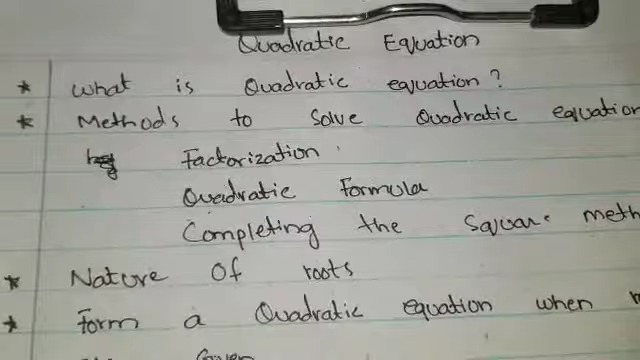 Quadratic Equation
* What is Quadratic equation?
* Methods to solve Quadratic equation
Factorization
Quadratic Formula
Completing the Square meth
* Nature of roots
* Form a Quadratic equation when
Given